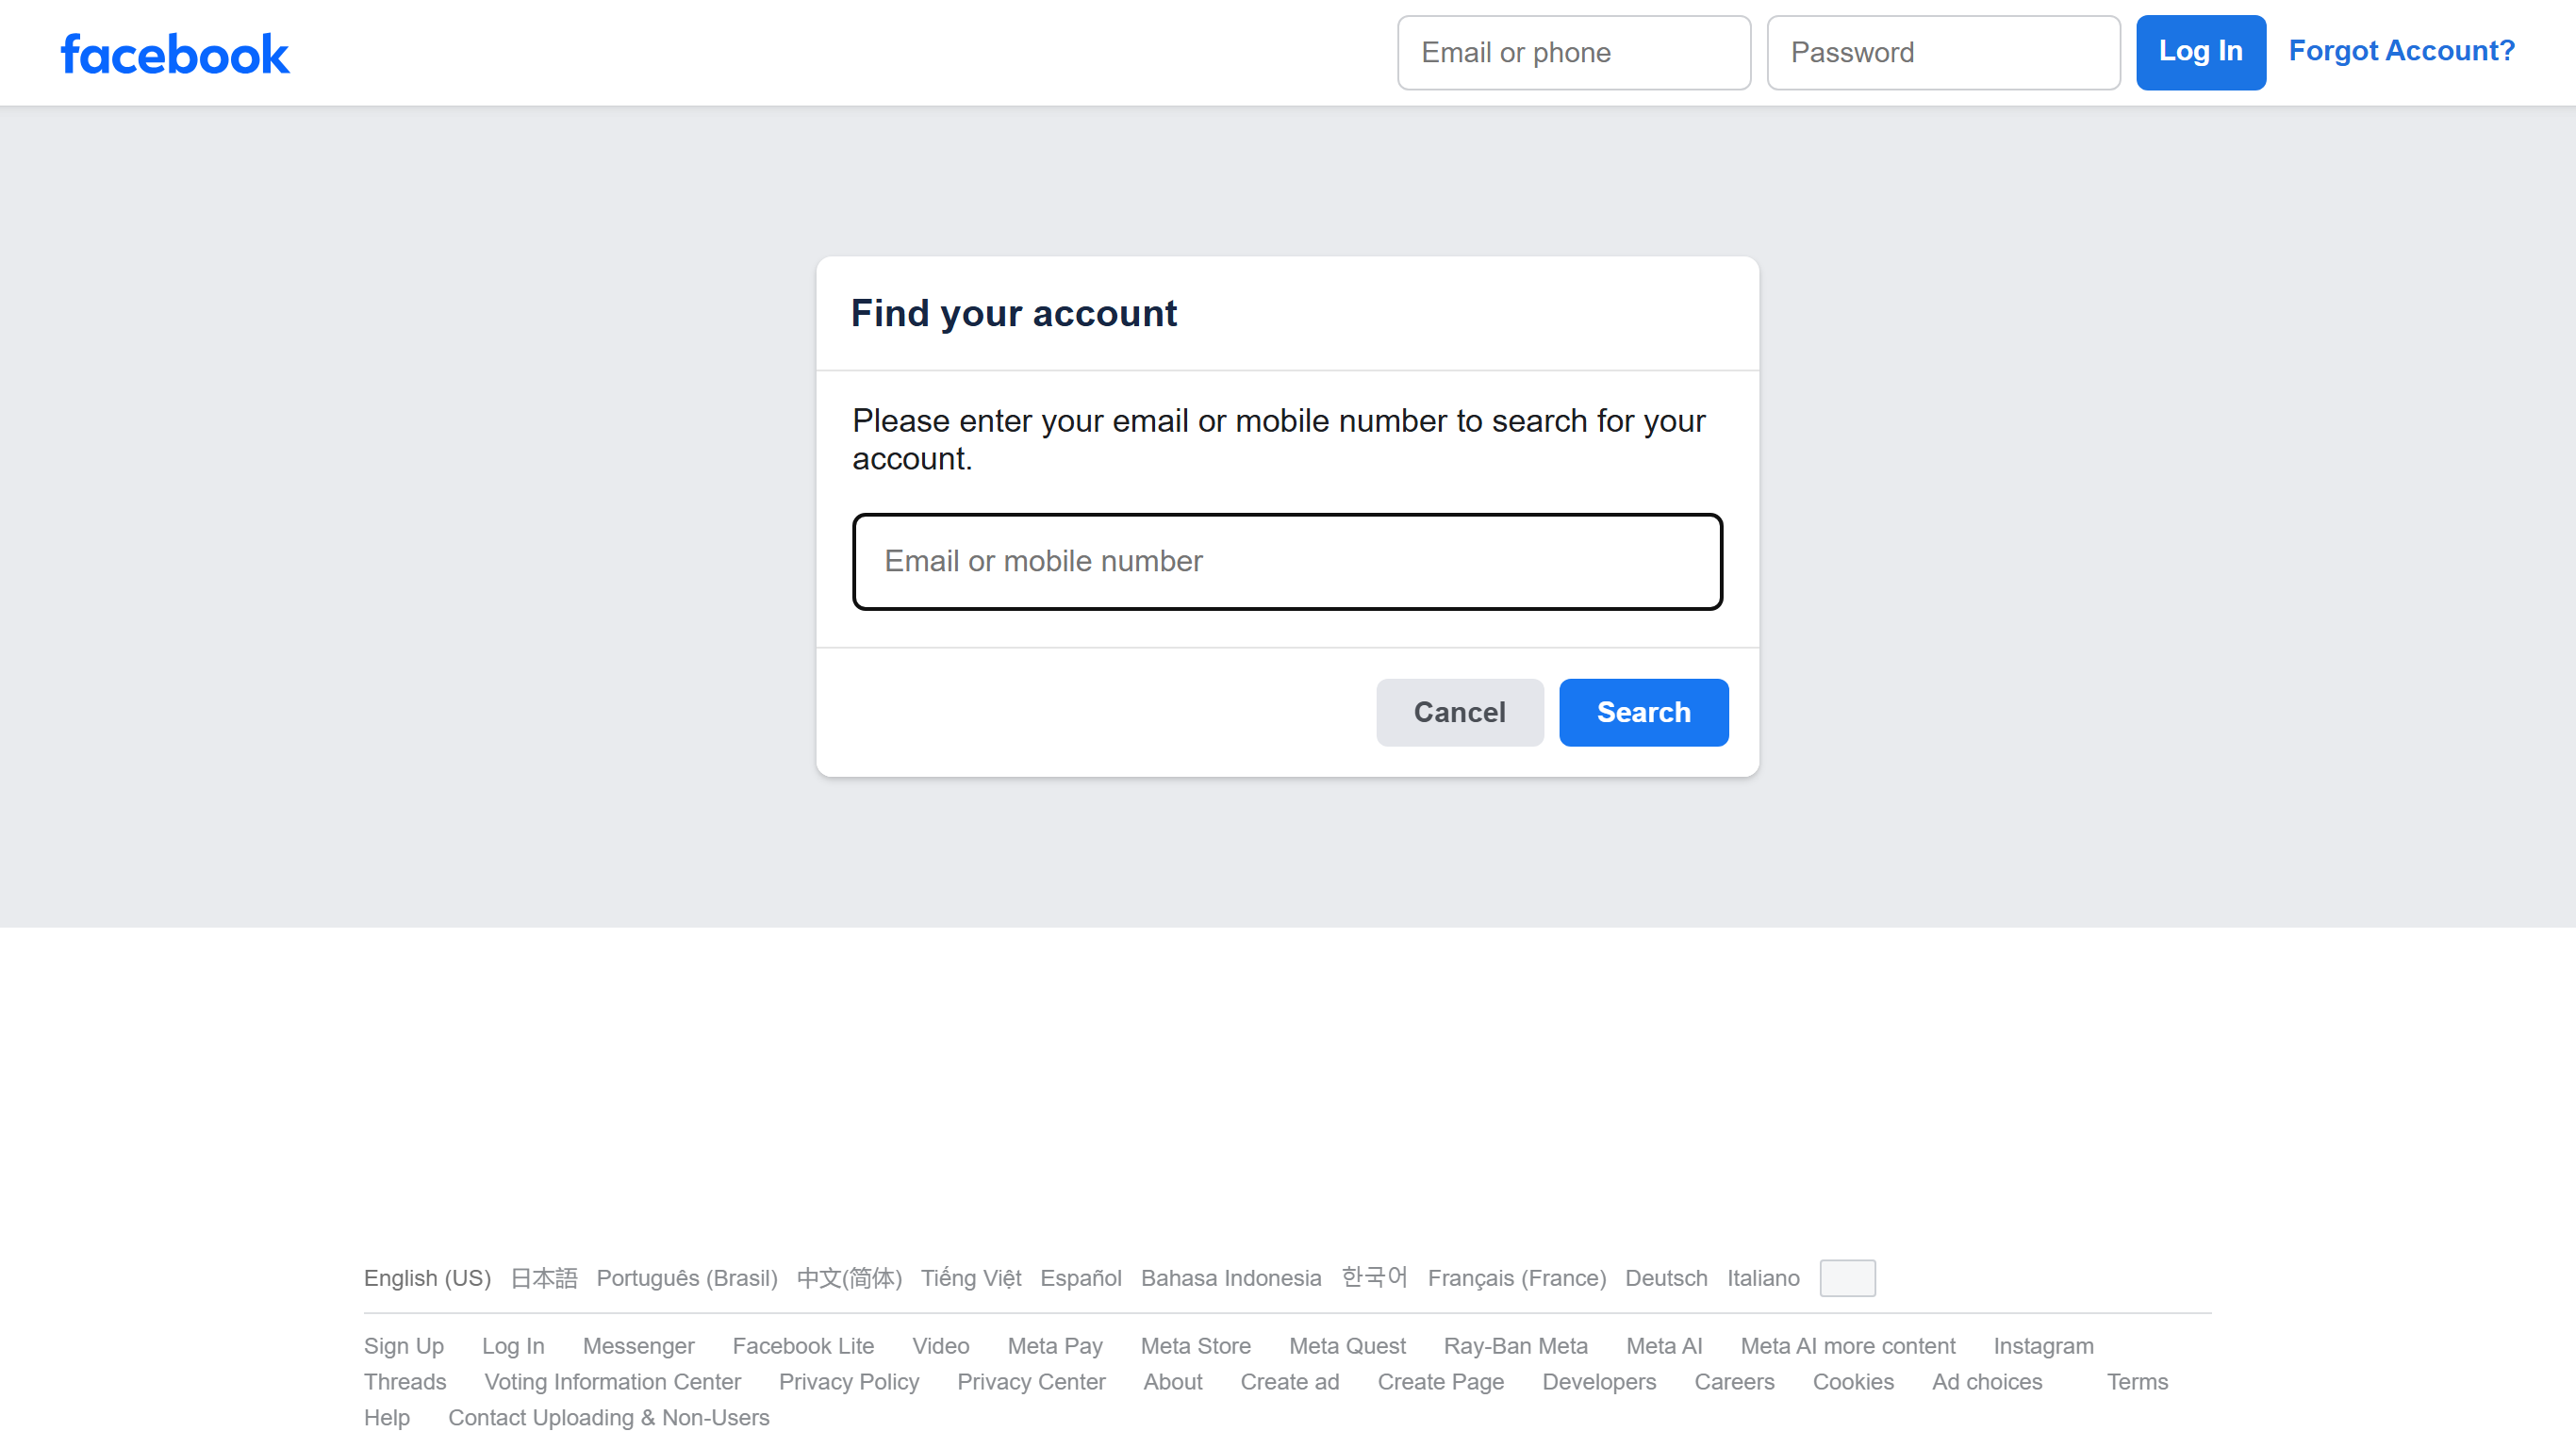 facebook
Email or phone Password Log In Forgot Account?
Find your account
Please enter your email or mobile number to search for your
account.
Email or mobile number
Cancel Search
English (US) 日本語 Português (Brasil) 中文(简体) Tiếng Việt Español Bahasa Indonesia 한국어 Français (France) Deutsch Italiano
Sign Up Log In Messenger Facebook Lite Video Meta Pay Meta Store Meta Quest Ray-Ban Meta Meta AI Meta AI more content Instagram
Threads Voting Information Center Privacy Policy Privacy Center About Create ad Create Page Developers Careers Cookies Ad choices Terms
Help Contact Uploading & Non-Users